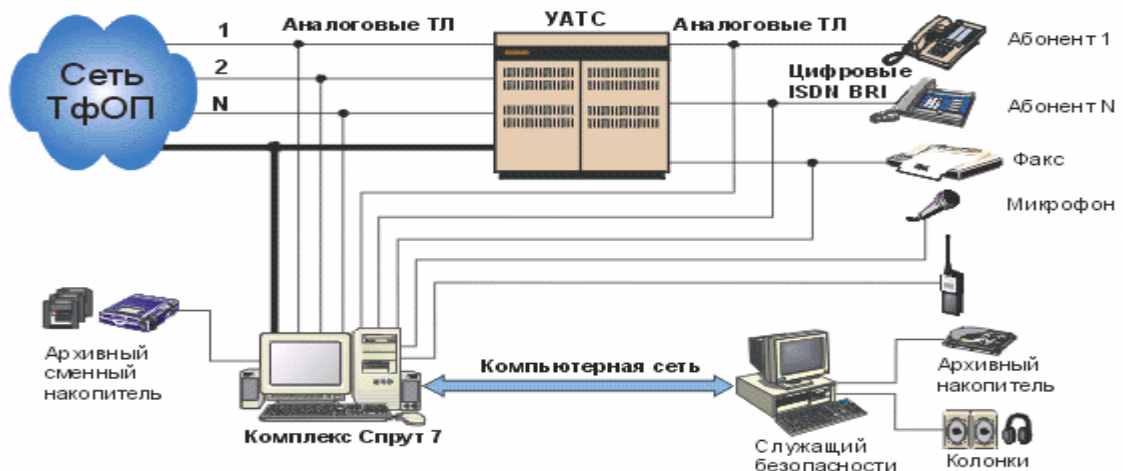 1
Аналоговые ТЛ
УАТС
Аналоговые ТЛ
Абонент 1
Сеть
ТфОП
2
N
Цифровые
ISDN BRI
Абонент N
Факс
Микрофон
Архивный
сменный
накопитель
Комплекс Спрут 7
Компьютерная сеть
Служащий
безопасности
Архивный
накопитель
Колонки